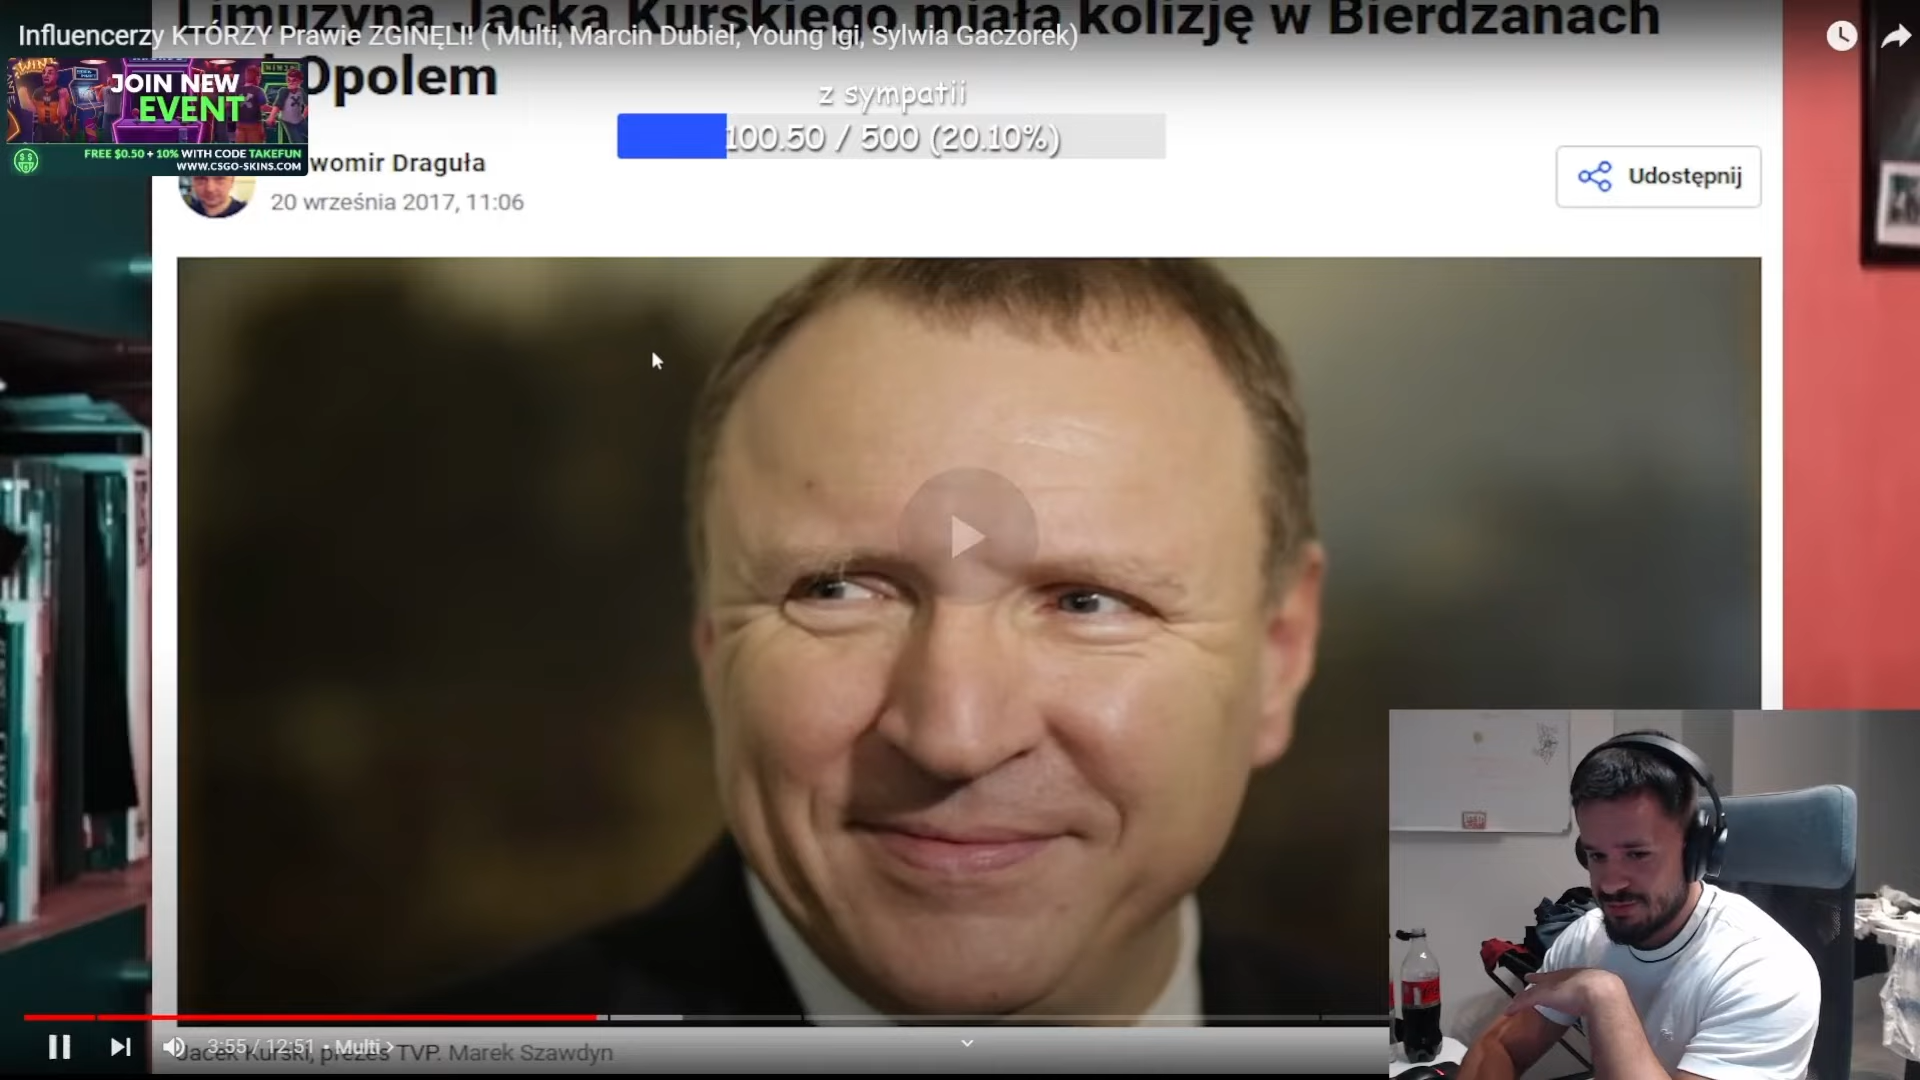 Limuzyna Jacka Kurskiego miała kolizję w Bierdzanach
Influencerzy KTÓRZY Prawie ZGINĘLI! ( Multi, Marcin Dubiel, Young Igi, Sylwia Gaczorek)
Opolem
JOIN NEW
EVENT
FREE $0.50 + 10% WITH CODE TAKEFUN
WWW.CSGO-SKINS.COM
z sympatii
100.50 / 500 (20.10%)
womir Draguła
20 września 2017, 11:06
Udostępnij
3:55 / 12:51 • Multi >
Jacek Kurski, prezes TVP. Marek Szawdyn